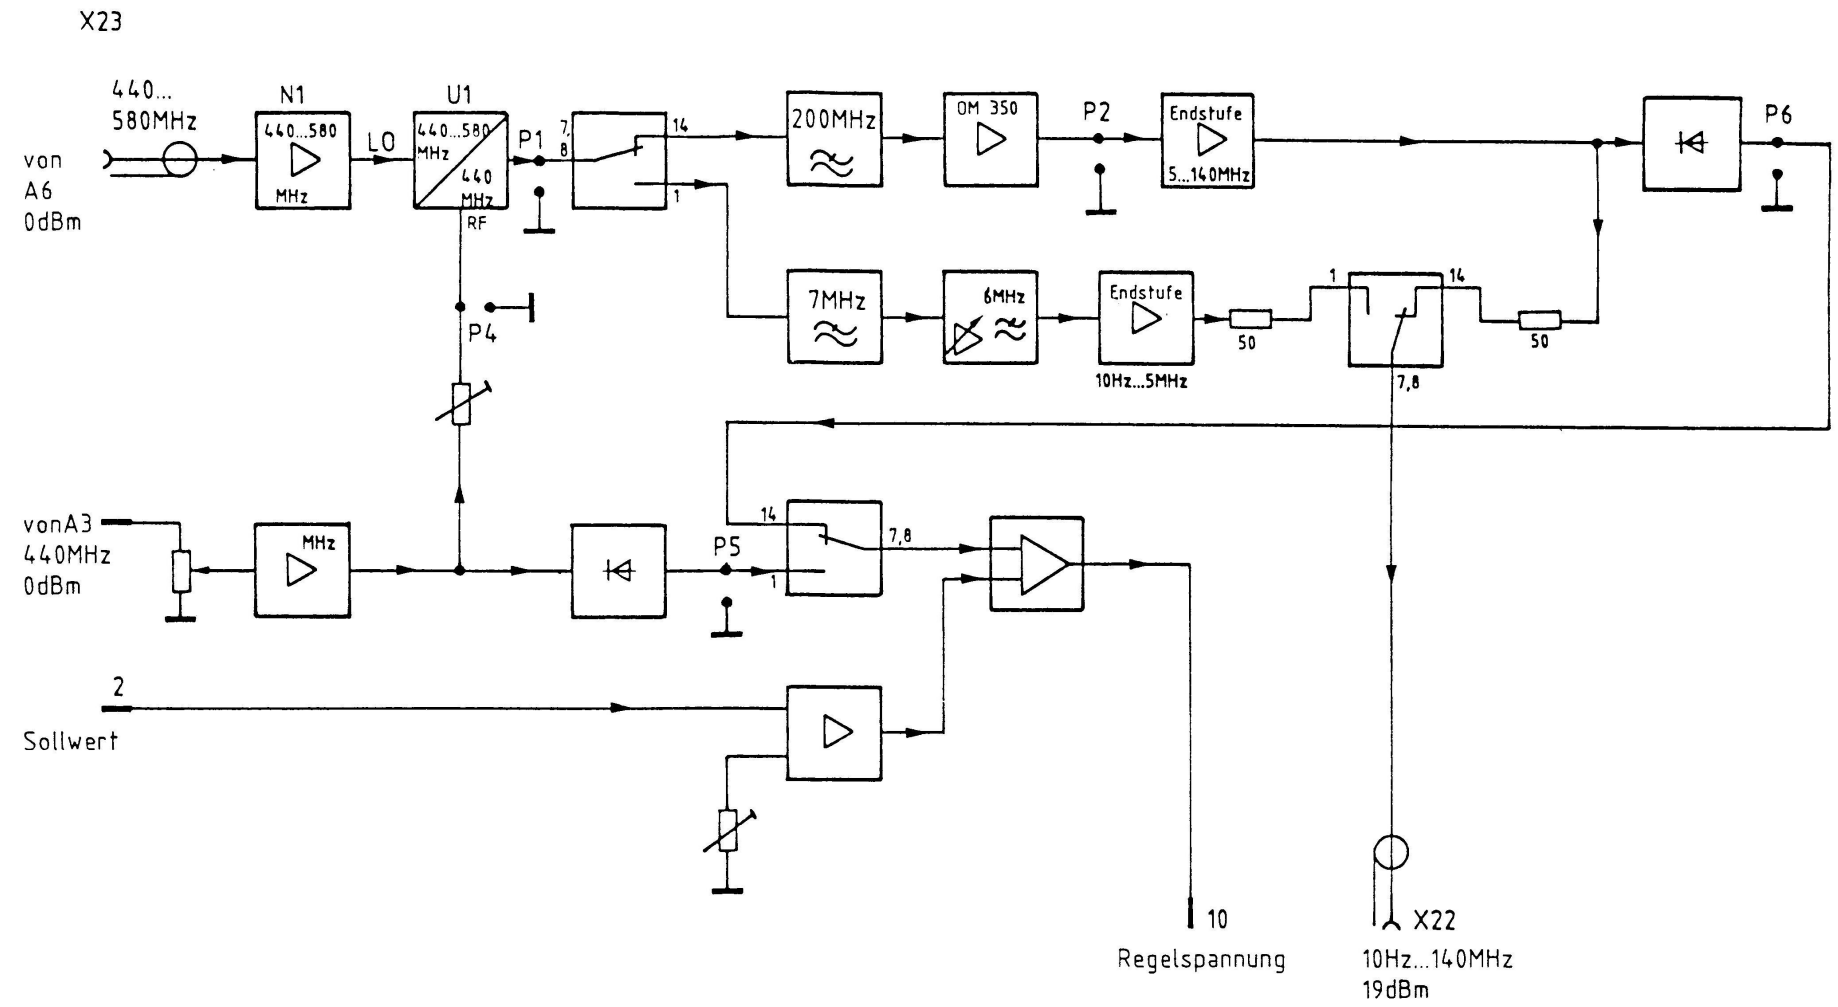 X23
440...
580MHz
von
A6
0dBm
N1
440...580
MHz
LO
U1
440...580
MHz
440
MHz
RF
P1
7,
8
14
1
200MHz
OM 350
P2
Endstufe
5...140MHz
P6
P4
7MHz
6MHz
Endstufe
10Hz...5MHz
50
1
14
7,8
50
vonA3
440MHz
0dBm
MHz
P5
14
1
7,8
2
Sollwert
10
Regelspannung
X22
10Hz...140MHz
19dBm